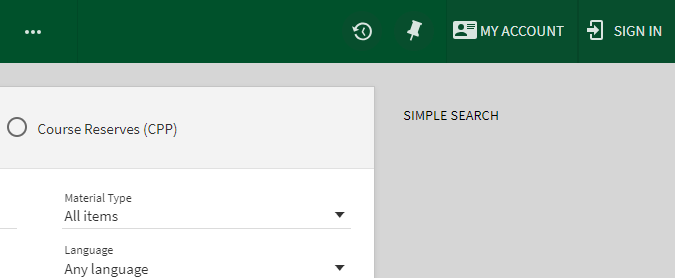 MY ACCOUNT
SIGN IN
Course Reserves (CPP)
SIMPLE SEARCH
Material Type
All items
Language
Any language